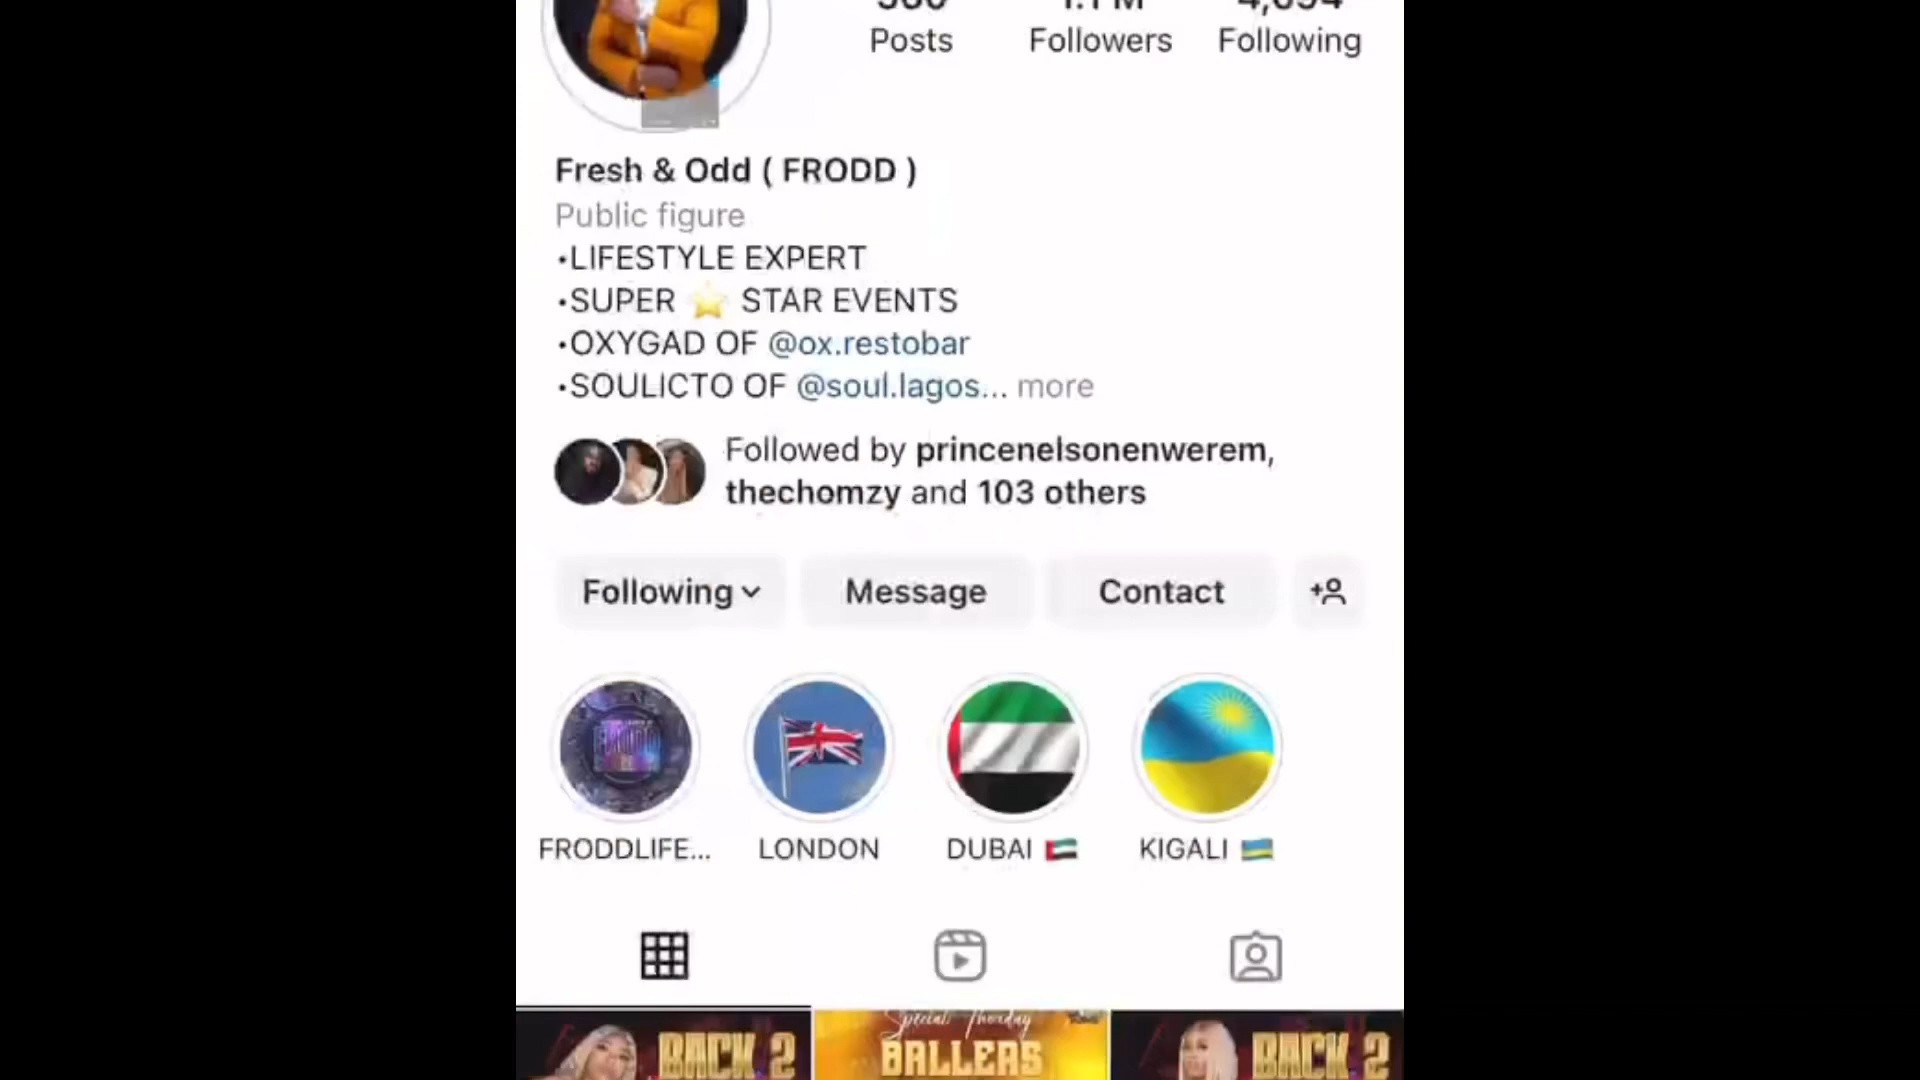 Posts Followers Following
Fresh & Odd ( FRODD )
Public figure
•LIFESTYLE EXPERT
•SUPER ⭐ STAR EVENTS
•OXYGAD OF @ox.restobar
•SOULICTO OF @soul.lagos... more
Followed by princenelsonenwerem,
thechomzy and 103 others
Following Message Contact
FRODDLIFE... LONDON DUBAI 🇦🇪 KIGALI 🇷🇼
Special Thursday
BACK 2 BALLERS BACK 2